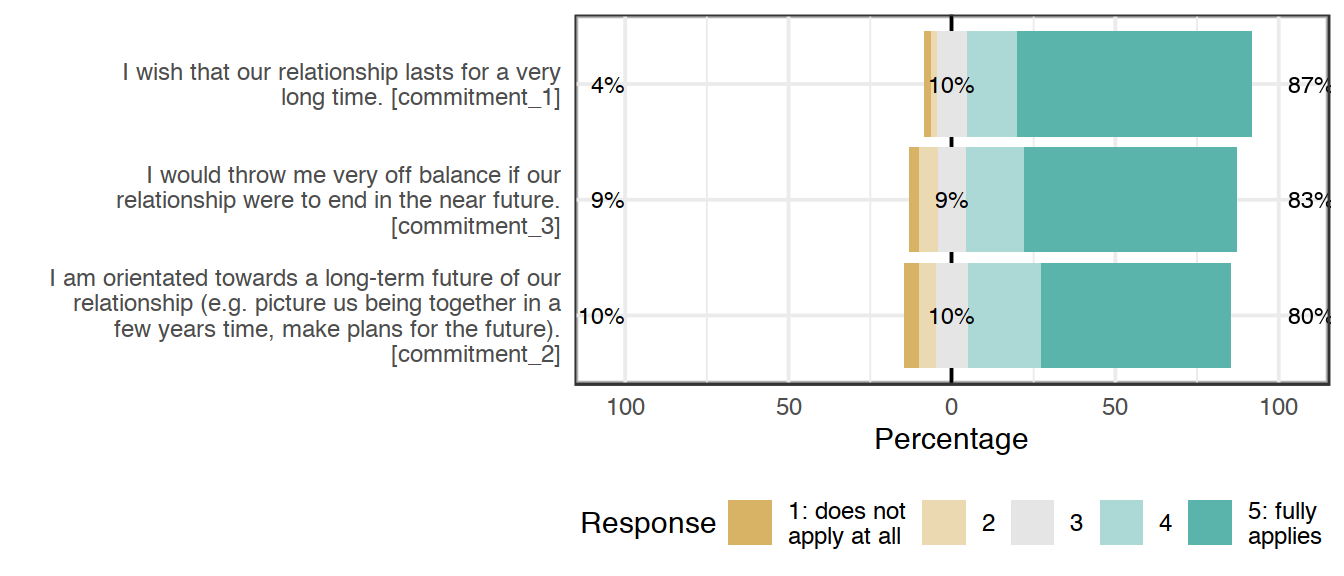 I wish that our relationship lasts for a very
long time. [commitment_1]
4%
10%
87%
I would throw me very off balance if our
relationship were to end in the near future.
[commitment_3]
9%
9%
83%
I am orientated towards a long-term future of our
relationship (e.g. picture us being together in a
few years time, make plans for the future).
[commitment_2]
10%
10%
80%
100
50
0
50
100
Percentage
Response
1: does not
apply at all
2
3
4
5: fully
applies